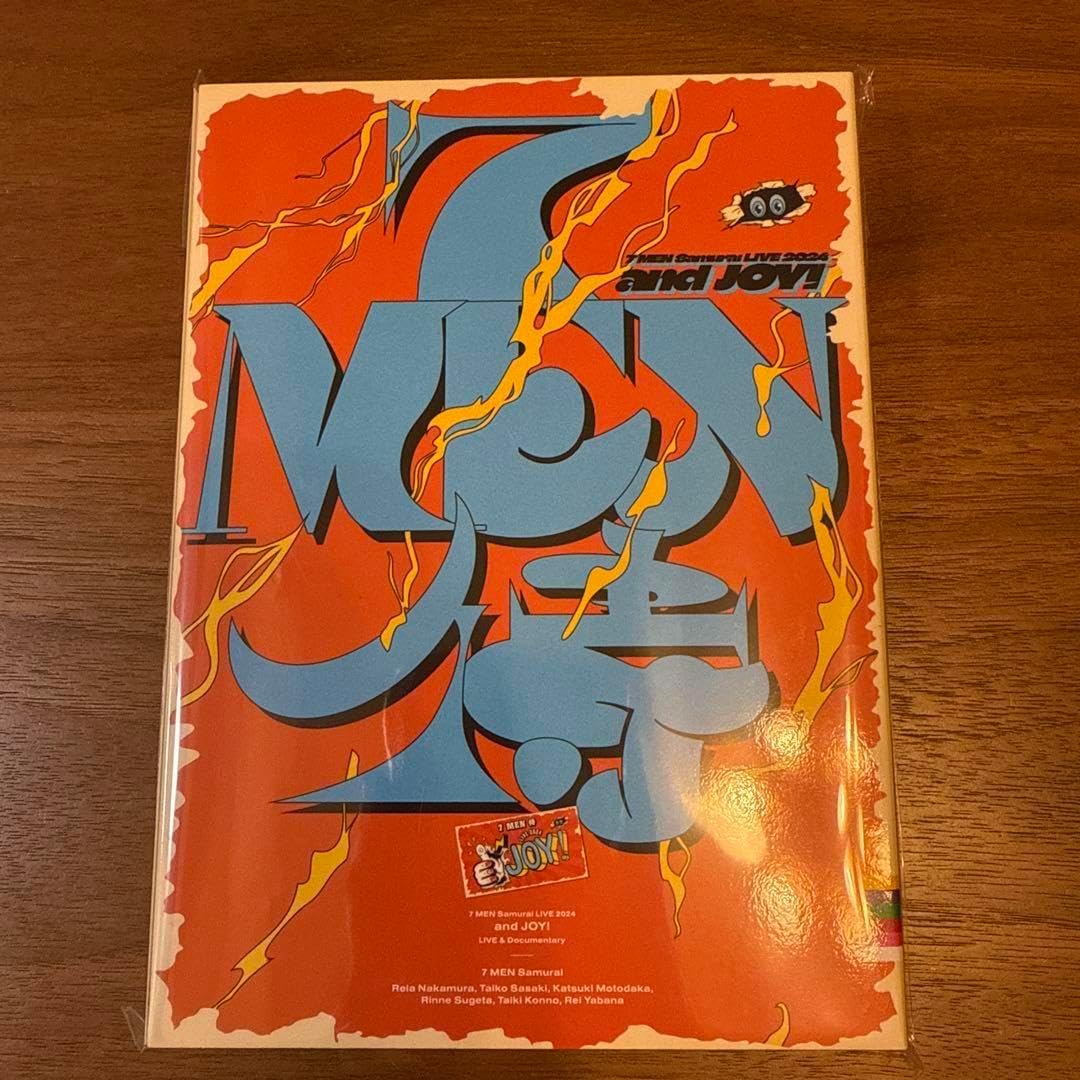 7
MEN
侍
7 MEN Samurai LIVE 2024
and JOY!
7 MEN 侍
LIVE 2024
JOY!
7 MEN Samurai LIVE 2024
and JOY!
LIVE & Documentary
7 MEN Samurai
Reia Nakamura, Taiko Sasaki, Katsuki Motodaka,
Rinne Sugeta, Taiki Konno, Rei Yabana